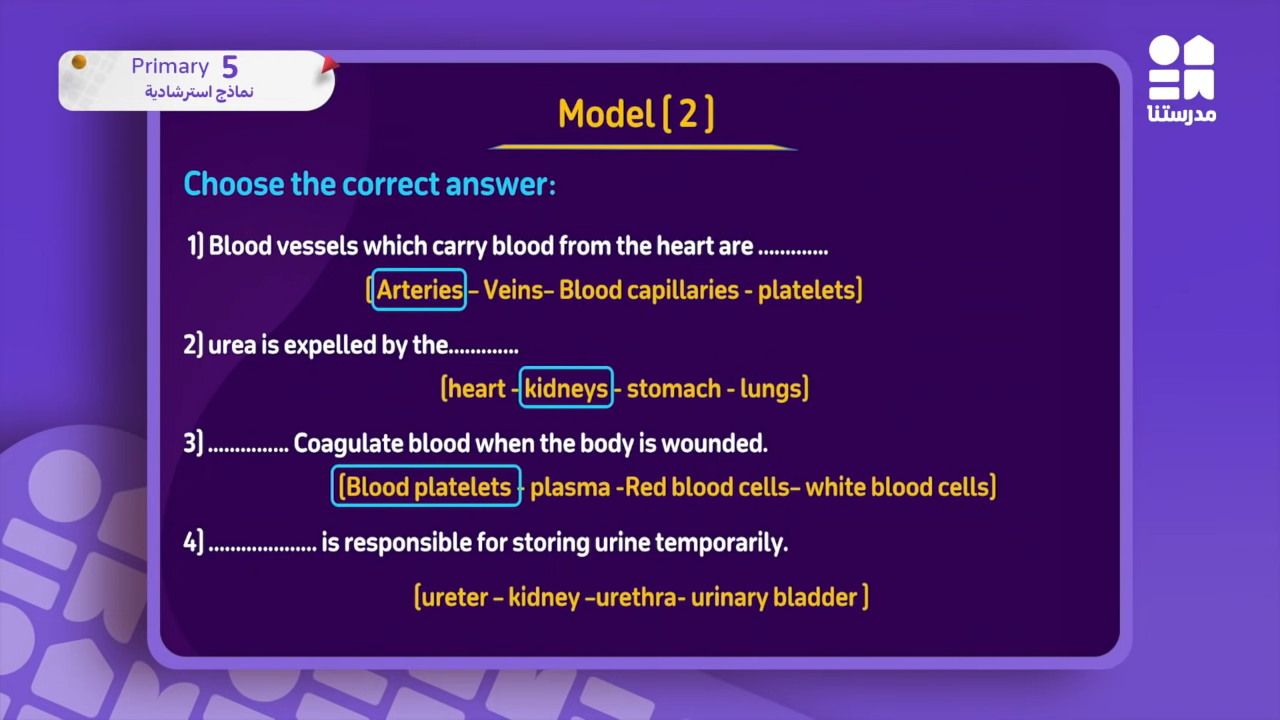 Primary 5
نماذج استرشادية
مدرستنا
Model ( 2 )
Choose the correct answer:
1) Blood vessels which carry blood from the heart are .............
(Arteries – Veins– Blood capillaries - platelets)
2) urea is expelled by the.............
(heart - kidneys - stomach - lungs)
3) ............... Coagulate blood when the body is wounded.
(Blood platelets - plasma -Red blood cells– white blood cells)
4) .................... is responsible for storing urine temporarily.
(ureter – kidney –urethra- urinary bladder )